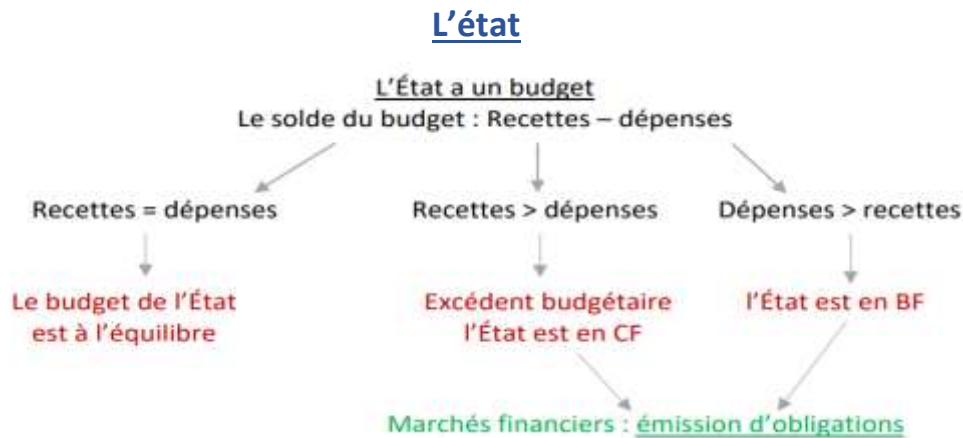 L'état
L'État a un budget
Le solde du budget : Recettes – dépenses
Recettes = dépenses
Recettes > dépenses
Dépenses > recettes
Le budget de l'État
est à l'équilibre
Excédent budgétaire
l'État est en CF
l'État est en BF
Marchés financiers : émission d'obligations